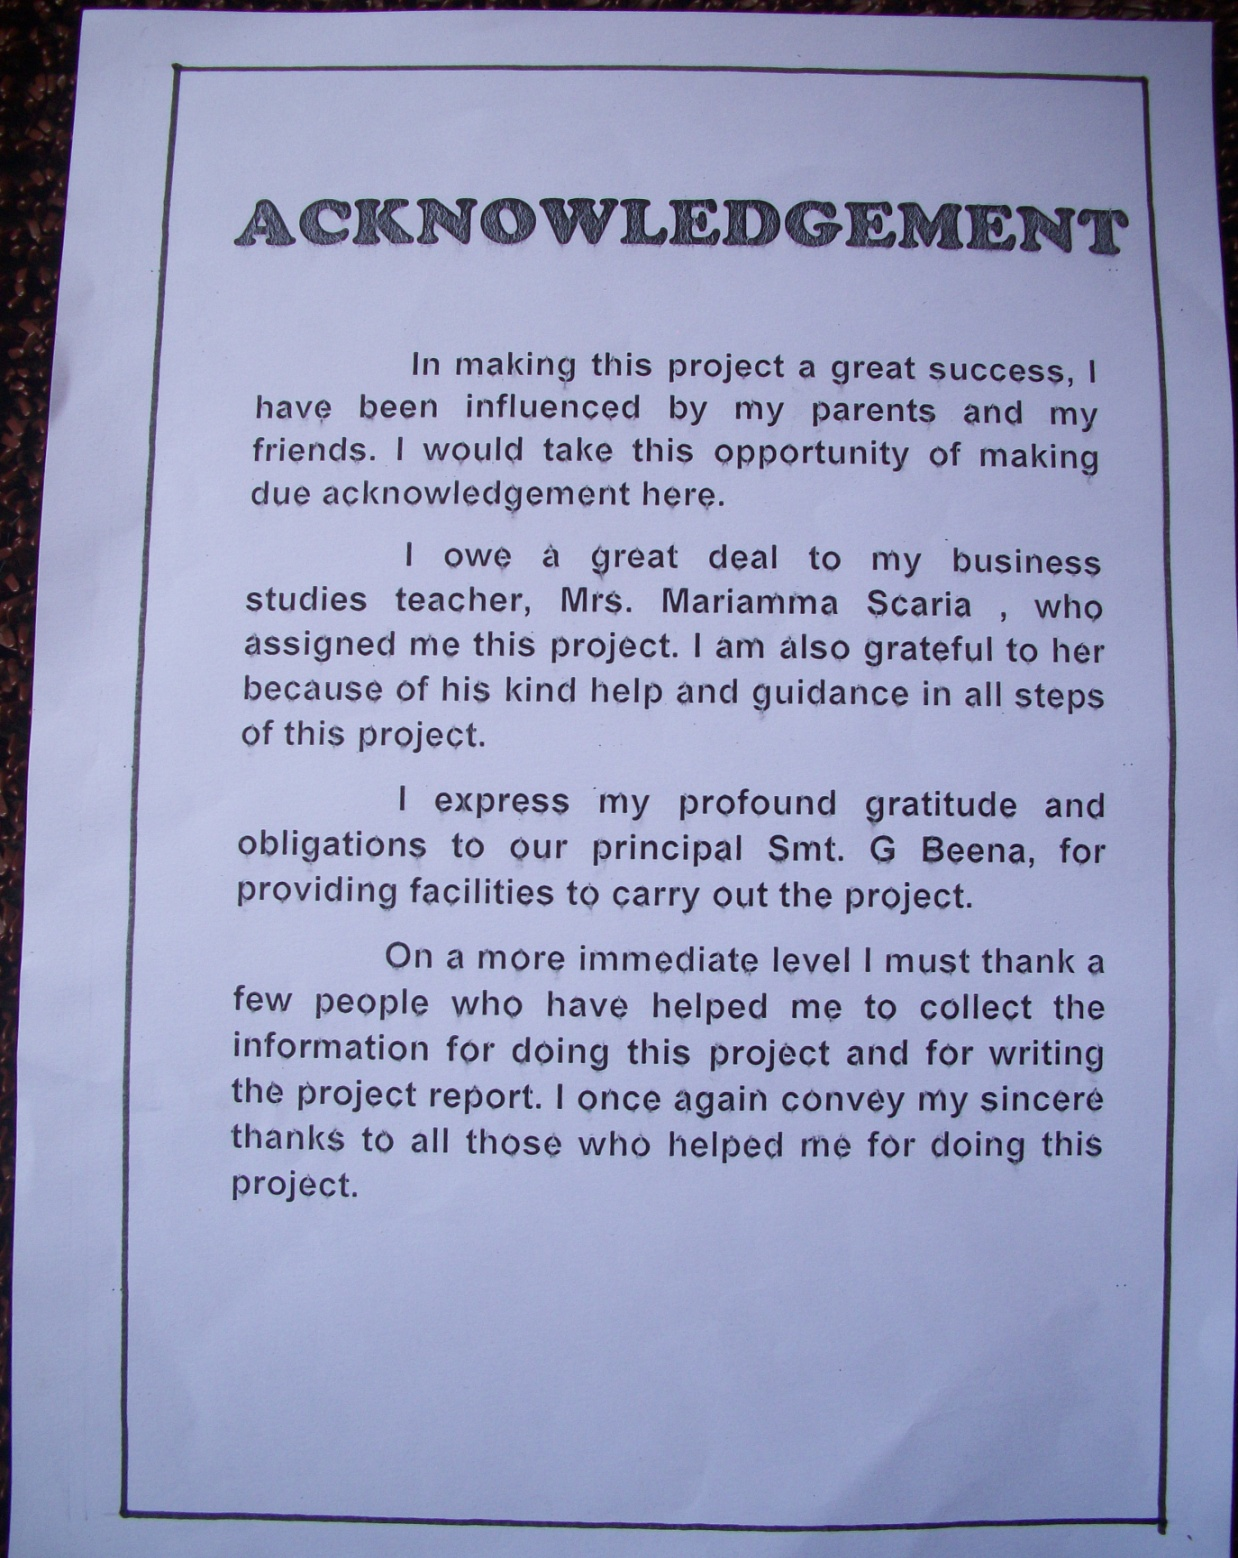 ACKNOWLEDGEMENT
In making this project a great success, I
have been influenced by my parents and my
friends. I would take this opportunity of making
due acknowledgement here.
I owe a great deal to my business
studies teacher, Mrs. Mariamma Scaria , who
assigned me this project. I am also grateful to her
because of his kind help and guidance in all steps
of this project.
I express my profound gratitude and
obligations to our principal Smt. G Beena, for
providing facilities to carry out the project.
On a more immediate level I must thank a
few people who have helped me to collect the
information for doing this project and for writing
the project report. I once again convey my sincere
thanks to all those who helped me for doing this
project.